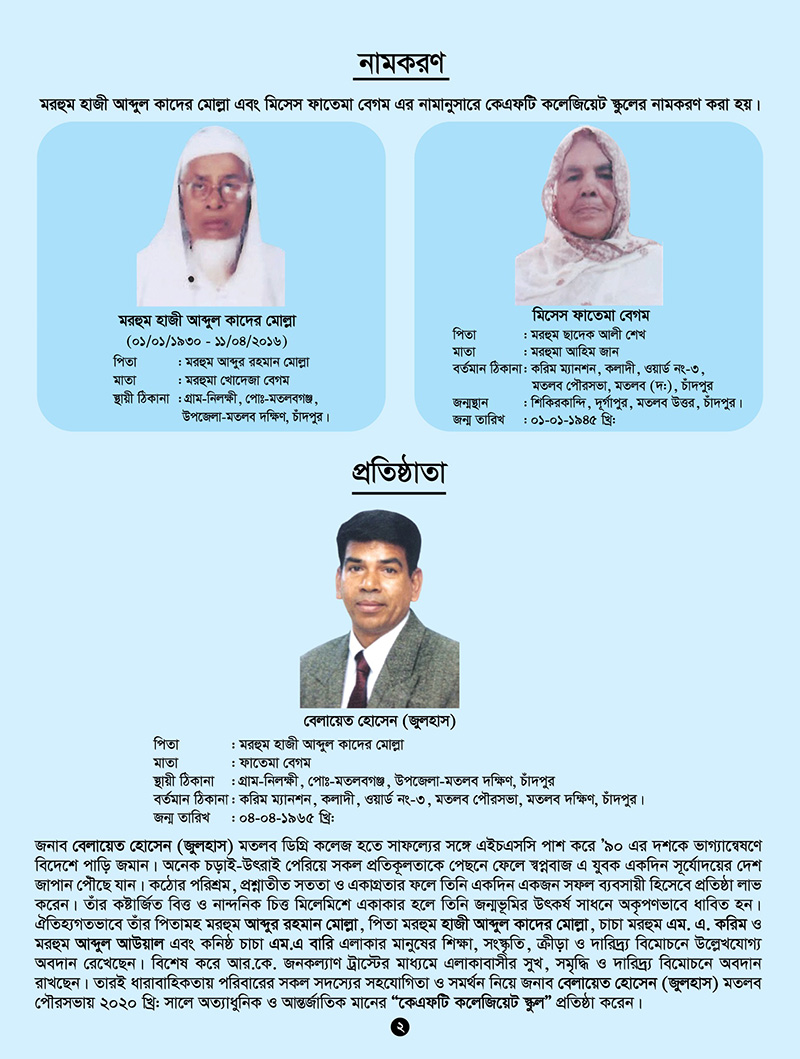 নামকরণ
মরহুম হাজী আব্দুল কাদের মোল্লা এবং মিসেস ফাতেমা বেগম এর নামানুসারে কেএফটি কলেজিয়েট স্কুলের নামকরণ করা হয়।
মরহুম হাজী আব্দুল কাদের মোল্লা
(০১/০১/১৯৩০ - ১১/০৪/২০১৬)
পিতা : মরহুম আব্দুর রহমান মোল্লা
মাতা : মরহুমা খোদেজা বেগম
স্থায়ী ঠিকানা : গ্রাম-নিলক্ষী, পোঃ-মতলবগঞ্জ,
উপজেলা-মতলব দক্ষিণ, চাঁদপুর।
মিসেস ফাতেমা বেগম
পিতা : মরহুম ছাদেক আলী শেখ
মাতা : মরহুমা আহিম জান
বর্তমান ঠিকানা : করিম ম্যানশন, কলাদী, ওয়ার্ড নং-৩,
মতলব পৌরসভা, মতলব (দ:), চাঁদপুর
জন্মস্থান : শিকিরকান্দি, দূর্গাপুর, মতলব উত্তর, চাঁদপুর।
জন্ম তারিখ : ০১-০১-১৯৪৫ খ্রি:
প্রতিষ্ঠাতা
বেলায়েত হোসেন (জুলহাস)
পিতা : মরহুম হাজী আব্দুল কাদের মোল্লা
মাতা : ফাতেমা বেগম
স্থায়ী ঠিকানা : গ্রাম-নিলক্ষী, পোঃ-মতলবগঞ্জ, উপজেলা-মতলব দক্ষিণ, চাঁদপুর
বর্তমান ঠিকানা : করিম ম্যানশন, কলাদী, ওয়ার্ড নং-৩, মতলব পৌরসভা, মতলব দক্ষিণ, চাঁদপুর।
জন্ম তারিখ : ০৪-০৪-১৯৬৫ খ্রি:
জনাব বেলায়েত হোসেন (জুলহাস) মতলব ডিগ্রি কলেজ হতে সাফল্যের সঙ্গে এইচএসসি পাশ করে '৯০ এর দশকে ভাগ্যান্বেষণে
বিদেশে পাড়ি জমান। অনেক চড়াই-উৎরাই পেরিয়ে সকল প্রতিকূলতাকে পেছনে ফেলে স্বপ্নবাজ এ যুবক একদিন সূর্যোদয়ের দেশ
জাপান পৌছে যান। কঠোর পরিশ্রম, প্রশ্নাতীত সততা ও একাগ্রতার ফলে তিনি একদিন একজন সফল ব্যবসায়ী হিসেবে প্রতিষ্ঠা লাভ
করেন। তাঁর কষ্টার্জিত বিত্ত ও নান্দনিক চিত্ত মিলেমিশে একাকার হলে তিনি জন্মভূমির উৎকর্ষ সাধনে অকৃপণভাবে ধাবিত হন।
ঐতিহ্যগতভাবে তাঁর পিতামহ মরহুম আব্দুর রহমান মোল্লা, পিতা মরহুম হাজী আব্দুল কাদের মোল্লা, চাচা মরহুম এম. এ. করিম ও
মরহুম আব্দুল আউয়াল এবং কনিষ্ঠ চাচা এম.এ বারি এলাকার মানুষের শিক্ষা, সংস্কৃতি, ক্রীড়া ও দারিদ্র্য বিমোচনে উল্লেখযোগ্য
অবদান রেখেছেন। বিশেষ করে আর.কে. জনকল্যাণ ট্রাস্টের মাধ্যমে এলাকাবাসীর সুখ, সমৃদ্ধি ও দারিদ্র্য বিমোচনে অবদান
রাখছেন। তারই ধারাবাহিকতায় পরিবারের সকল সদস্যের সহযোগিতা ও সমর্থন নিয়ে জনাব বেলায়েত হোসেন (জুলহাস) মতলব
পৌরসভায় ২০২০ খ্রি: সালে অত্যাধুনিক ও আন্তর্জাতিক মানের “কেএফটি কলেজিয়েট স্কুল” প্রতিষ্ঠা করেন।
২